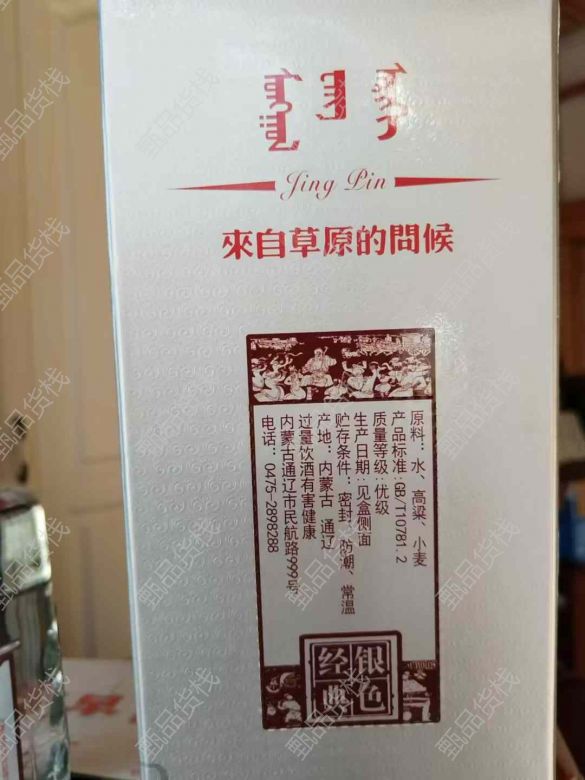 Jing Pin
來自草原的問候
原料：水、高粱、小麦
产品标准:GB/T10781.2
质量等级:优级
生产日期:见盒侧面
贮存条件：密封、防潮、常温
产地：内蒙古 通辽
过量饮酒有害健康
内蒙古通辽市民航路999号
电话：0475-2898288
银色
经典
甄品货栈